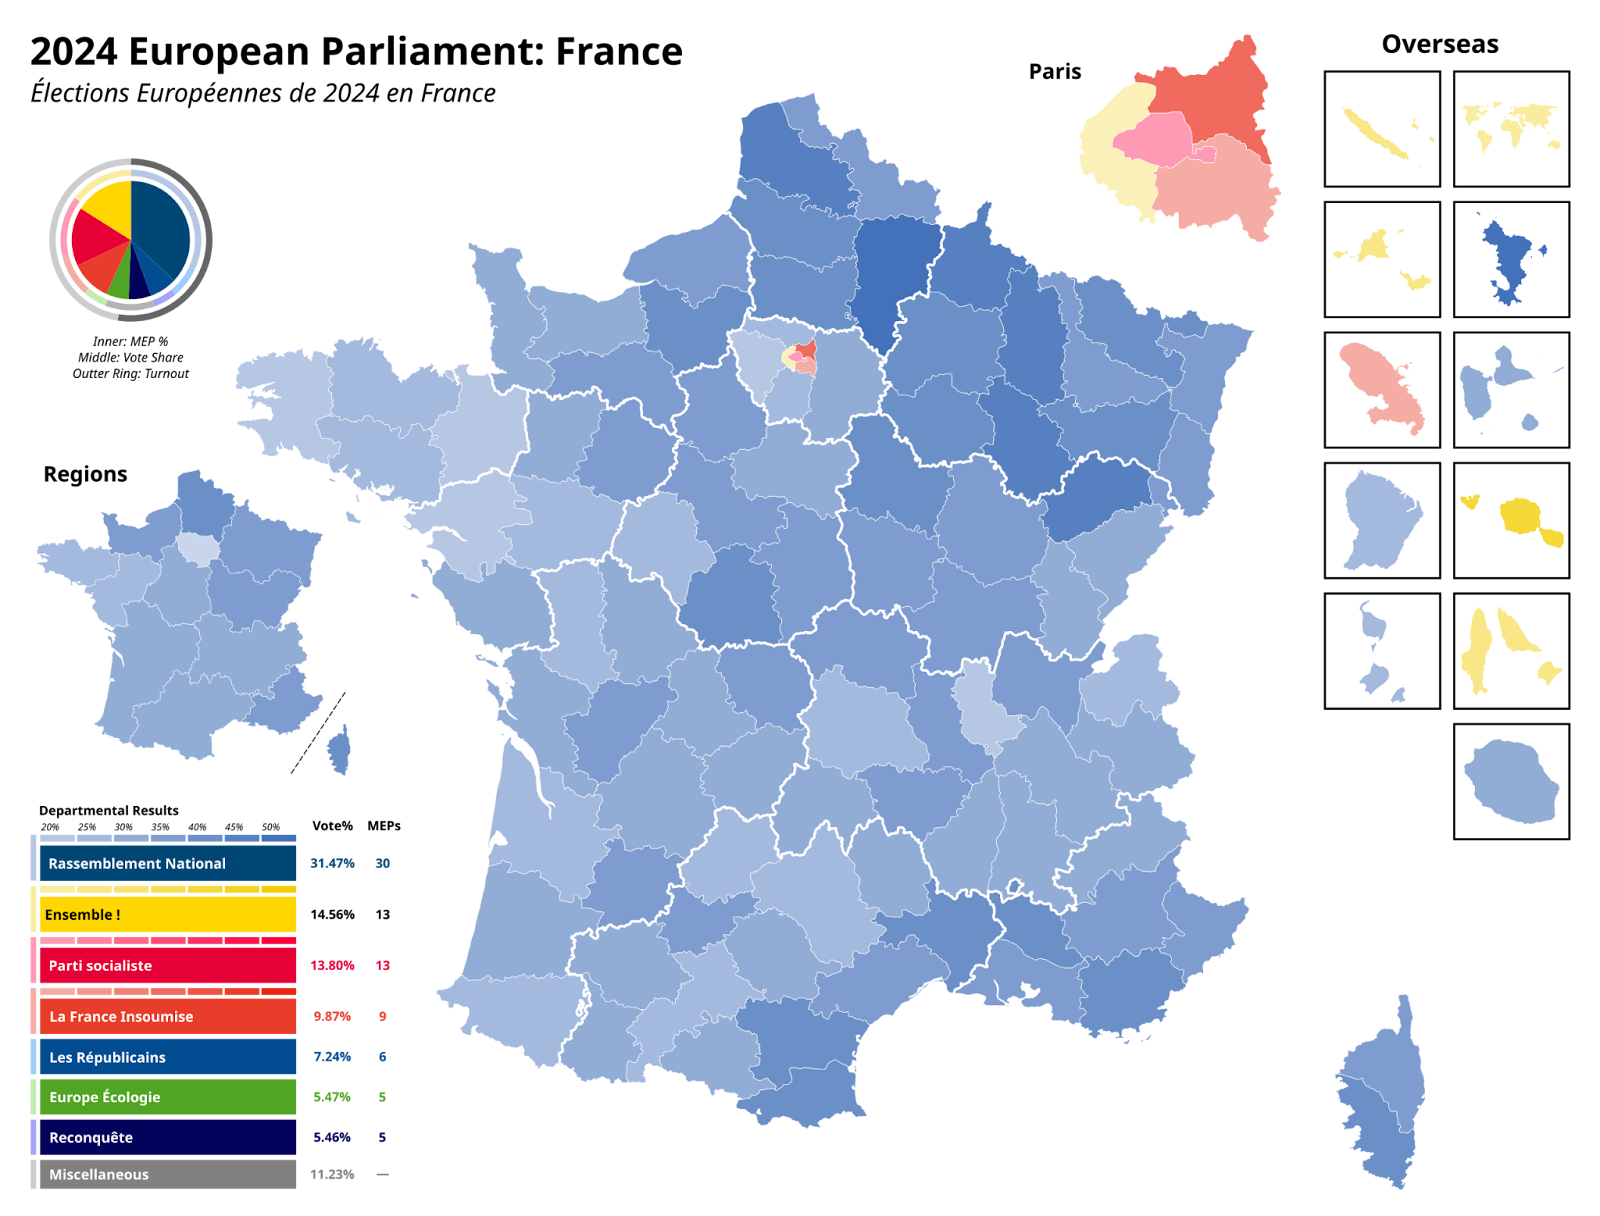 2024 European Parliament: France
Élections Européennes de 2024 en France
Paris
Overseas
Inner: MEP %
Middle: Vote Share
Outter Ring: Turnout
Regions
Departmental Results
20% 25% 30% 35% 40% 45% 50% Vote% MEPs
Rassemblement National 31.47% 30
Ensemble ! 14.56% 13
Parti socialiste 13.80% 13
La France Insoumise 9.87% 9
Les Républicains 7.24% 6
Europe Écologie 5.47% 5
Reconquête 5.46% 5
Miscellaneous 11.23% —